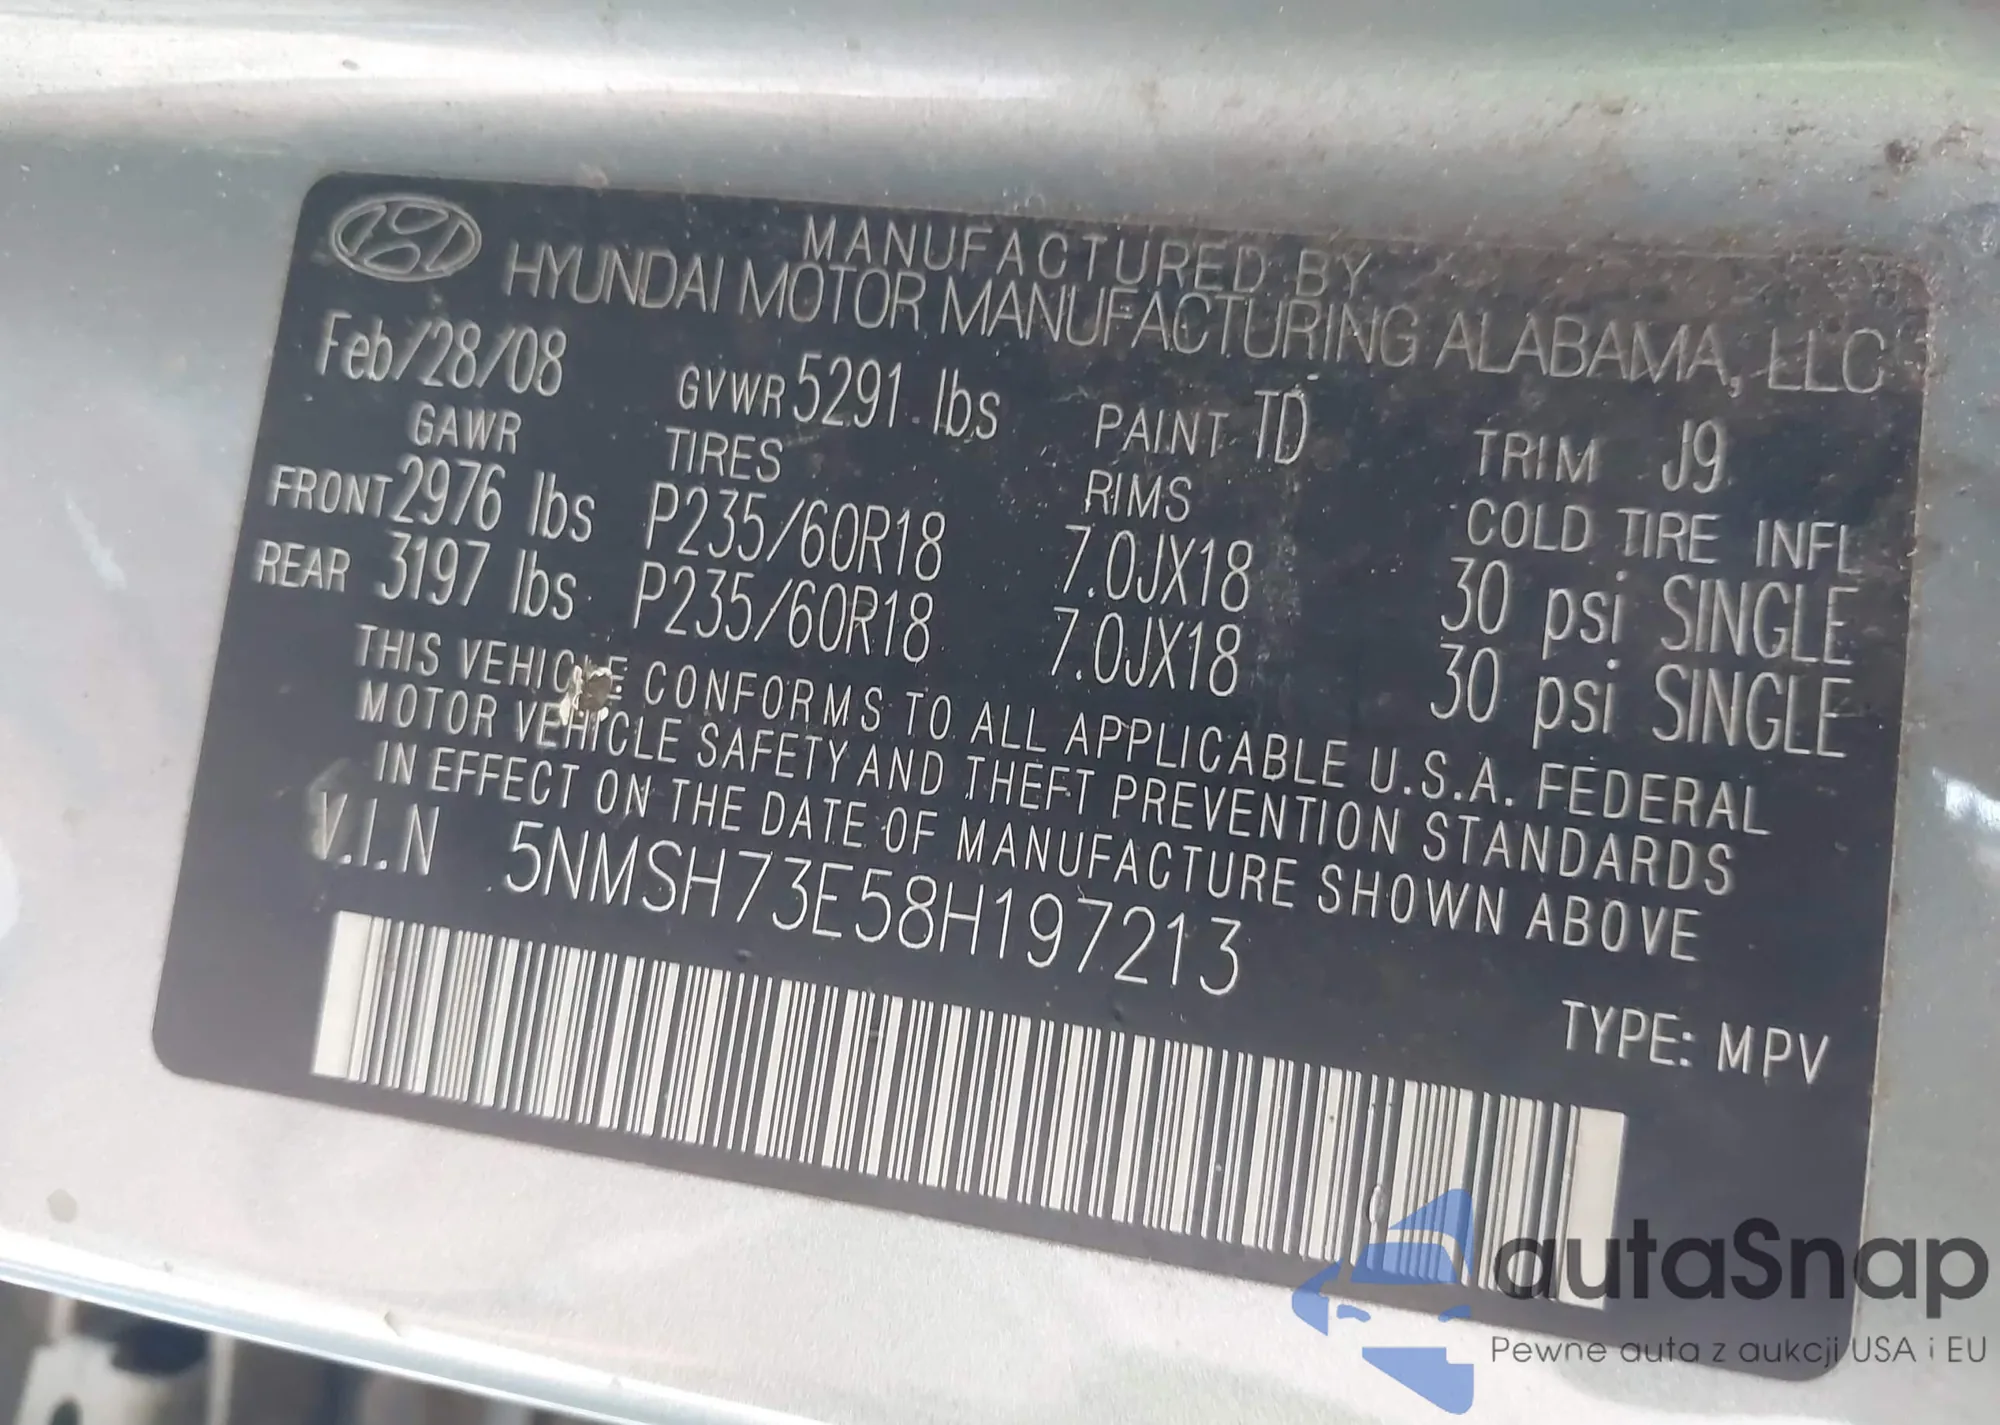 MANUFACTURED BY
HYUNDAI MOTOR MANUFACTURING ALABAMA, LLC
Feb/28/08 GVWR 5291 lbs PAINT TD TRIM J9
GAWR TIRES RIMS COLD TIRE INFL
FRONT 2976 lbs P235/60R18 7.0JX18 30 psi SINGLE
REAR 3197 lbs P235/60R18 7.0JX18 30 psi SINGLE
THIS VEHICLE CONFORMS TO ALL APPLICABLE U.S.A. FEDERAL
MOTOR VEHICLE SAFETY AND THEFT PREVENTION STANDARDS
IN EFFECT ON THE DATE OF MANUFACTURE SHOWN ABOVE
V.I.N 5NMSH73E58H197213
TYPE: MPV
autaSnap
Pewne auta z aukcji USA i EU